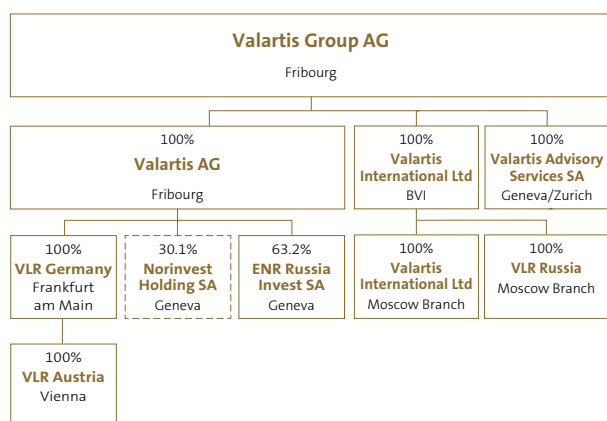 Valartis Group AG
Fribourg
100%
Valartis AG
Fribourg
100%
Valartis
International Ltd
BVI
100%
Valartis Advisory
Services SA
Geneva/Zurich
100%
VLR Germany
Frankfurt
am Main
30.1%
Norinvest
Holding SA
Geneva
63.2%
ENR Russia
Invest SA
Geneva
100%
Valartis
International Ltd
Moscow Branch
100%
VLR Russia
Moscow Branch
100%
VLR Austria
Vienna